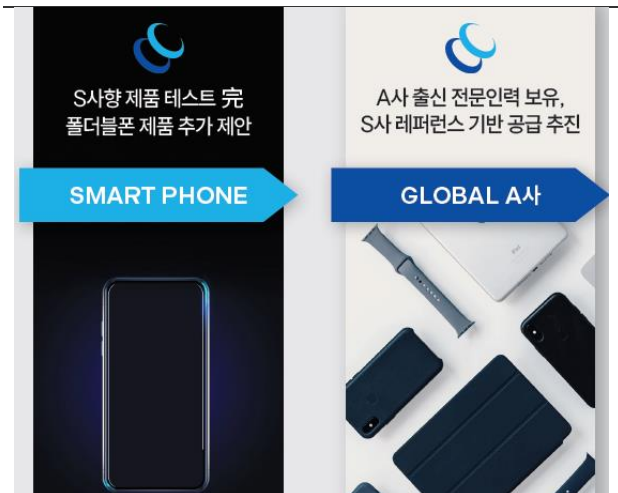 S사향 제품 테스트 完
폴더블폰 제품 추가 제안
SMART PHONE
A사 출신 전문인력 보유,
S사 레퍼런스 기반 공급 추진
GLOBAL A사
iPad